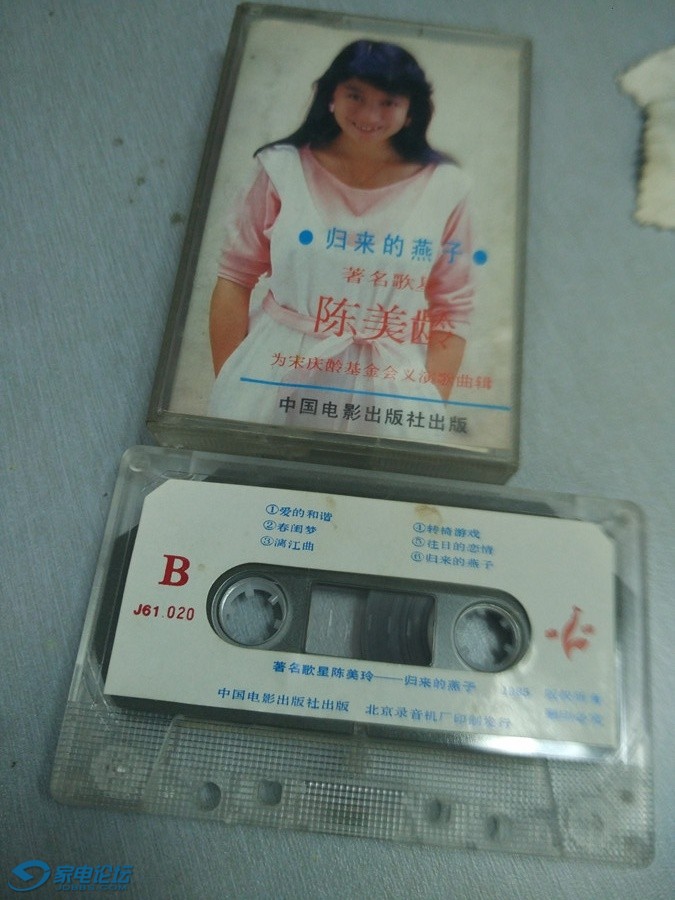 ●归来的燕子●
著名歌星
陈美龄
为宋庆龄基金会义演歌曲辑
中国电影出版社出版
①爱的和谐
②春闺梦
③漓江曲
④转椅游戏
⑤往日的恋情
⑥归来的燕子
B
J61.020
著名歌星陈美玲——归来的燕子 1985
中国电影出版社出版 北京录音机厂印制发行
家电论坛
JDBBS.COM